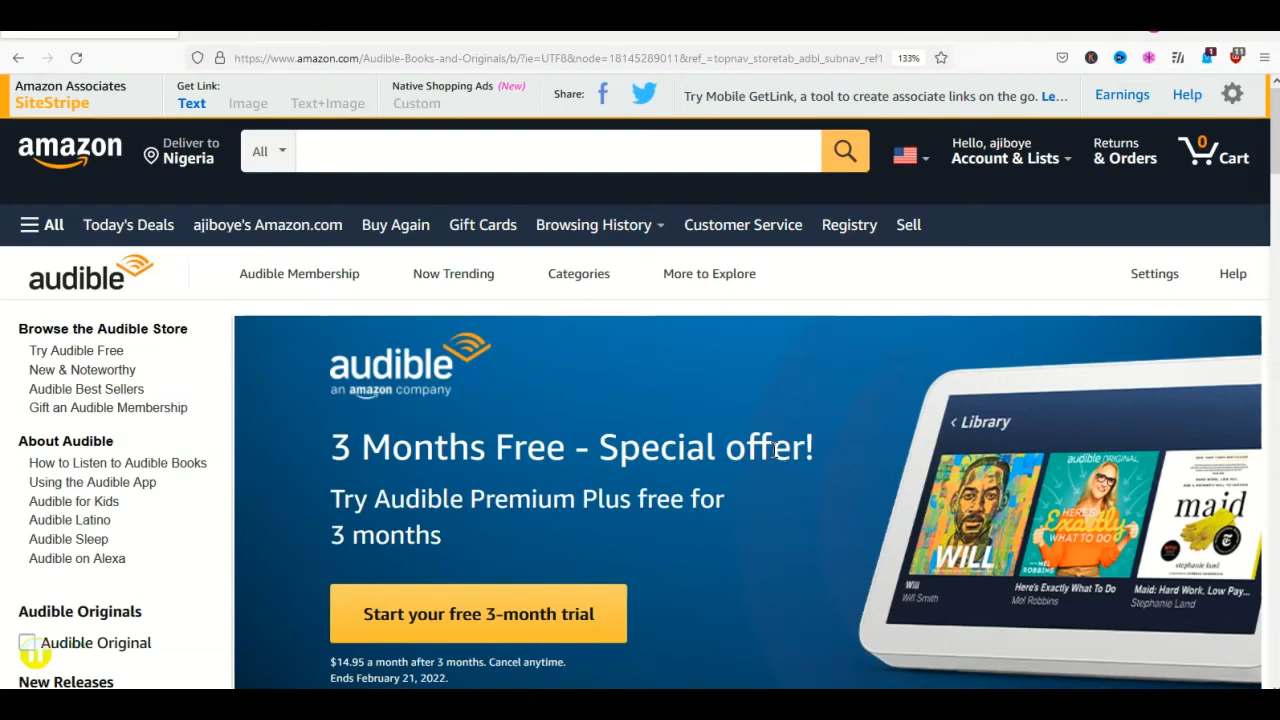 https://www.amazon.com/Audible-Books-and-Originals/b/?ie=UTF8&node=18145289011&ref_=topnav_storetab_adbl_subnav_ref1
133%
Amazon Associates
SiteStripe
Get Link:
Text Image Text+Image
Native Shopping Ads (New)
Custom
Share:
Try Mobile GetLink, a tool to create associate links on the go. Le...
Earnings
Help
amazon
Deliver to
Nigeria
All
Hello, ajiboye
Account & Lists
Returns
& Orders
0
Cart
All Today's Deals ajiboye's Amazon.com Buy Again Gift Cards Browsing History Customer Service Registry Sell
audible Audible Membership Now Trending Categories More to Explore Settings Help
Browse the Audible Store
Try Audible Free
New & Noteworthy
Audible Best Sellers
Gift an Audible Membership
About Audible
How to Listen to Audible Books
Using the Audible App
Audible for Kids
Audible Latino
Audible Sleep
Audible on Alexa
Audible Originals
Audible Original
New Releases
audible
an amazon company
3 Months Free - Special offer!
Try Audible Premium Plus free for
3 months
Start your free 3-month trial
$14.95 a month after 3 months. Cancel anytime.
Ends February 21, 2022.
< Library
WILL
Will
Will Smith
audible ORIGINAL
HERE'S
Exactly
WHAT TO DO
MEL ROBBINS
Here's Exactly What To Do
Mel Robbins
maid
stephanie land
Maid: Hard Work, Low Pay...
Stephanie Land